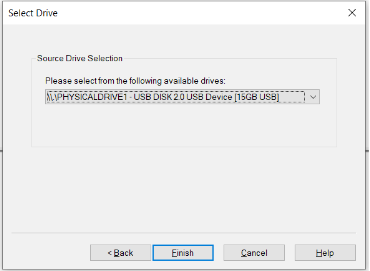 Select Drive
Source Drive Selection
Please select from the following available drives:
\\.\PHYSICALDRIVE1 - USB DISK 2.0 USB Device [16GB USB]
< Back
Finish
Cancel
Help